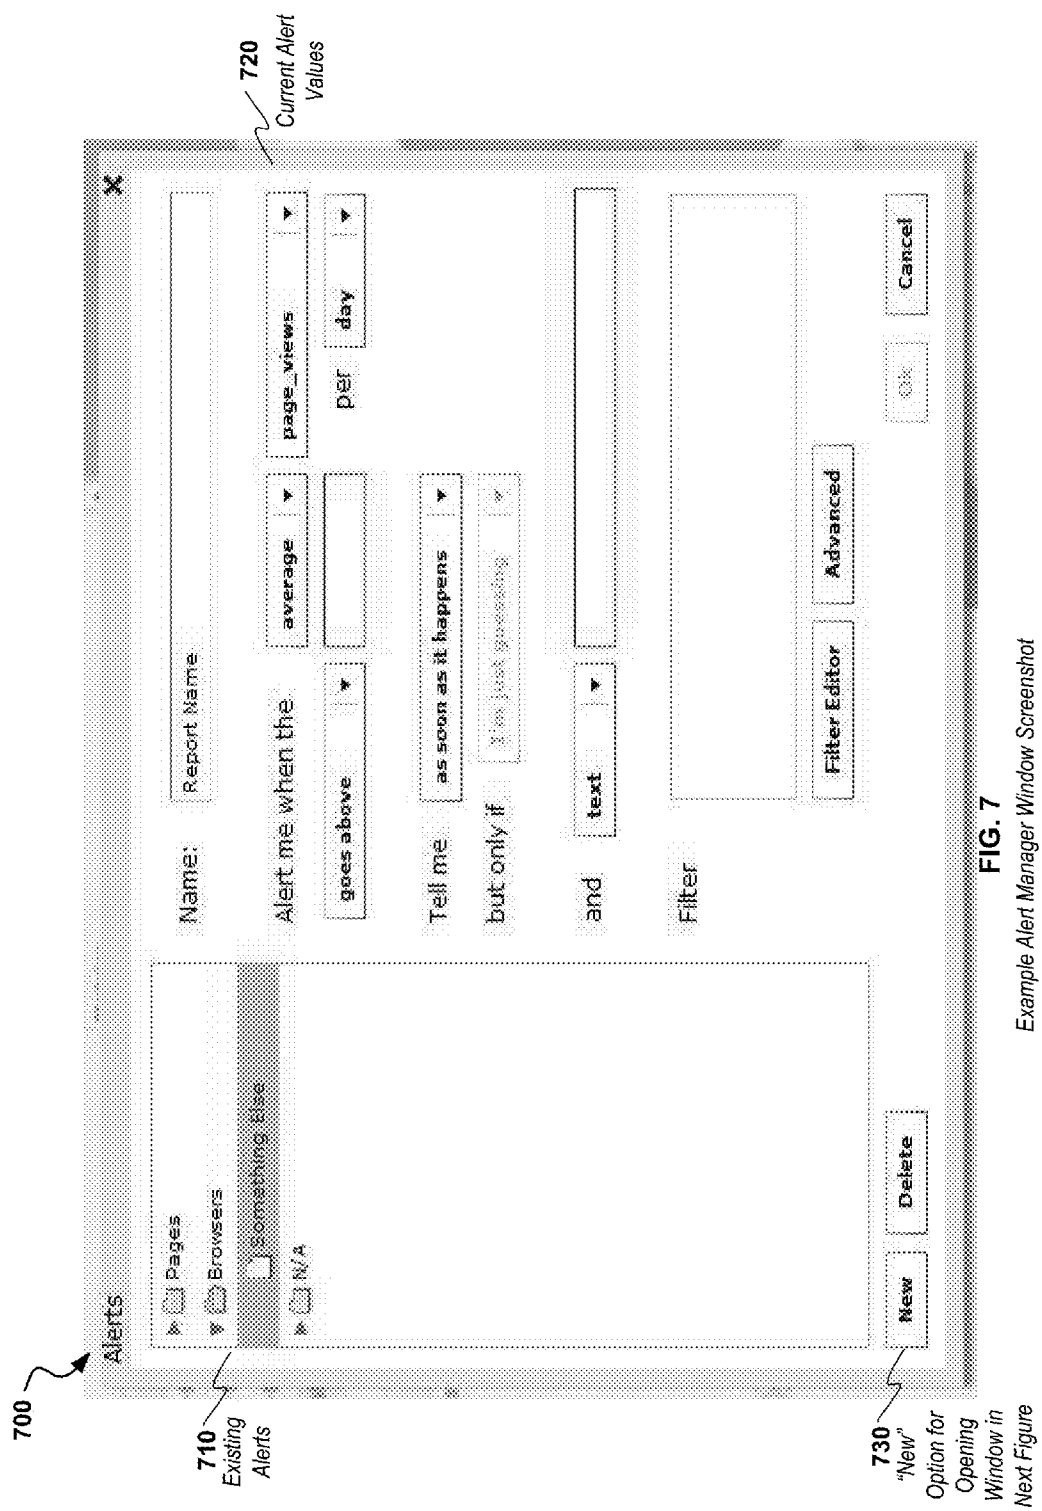 700
Alerts
710
Existing
Alerts
Pages
Browsers
Something Else
N/A
New
Delete
730
"New"
Option for
Opening
Window in
Next Figure
Name:
Report Name
Alert me when the
average
page_views
goes above
per
day
720
Current Alert
Values
Tell me
as soon as it happens
but only if
I'm just guessing
and
text
Filter
Filter Editor
Advanced
Ok
Cancel
FIG. 7
Example Alert Manager Window Screenshot